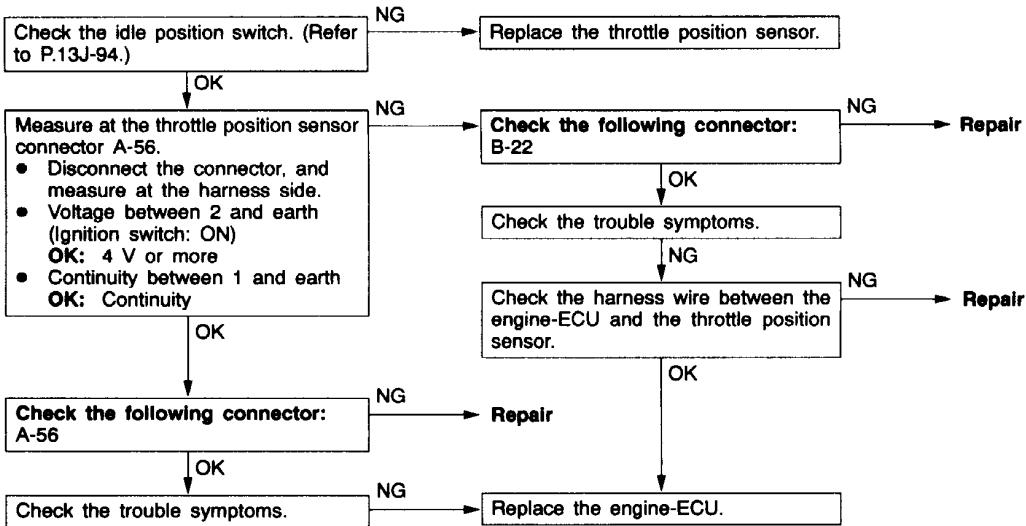 Check the idle position switch. (Refer
to P.13J-94.)
NG
Replace the throttle position sensor.
OK
Measure at the throttle position sensor
connector A-56.
● Disconnect the connector, and
measure at the harness side.
● Voltage between 2 and earth
(Ignition switch: ON)
OK: 4 V or more
● Continuity between 1 and earth
OK: Continuity
NG
Check the following connector:
B-22
NG
Repair
OK
Check the trouble symptoms.
NG
Check the harness wire between the
engine-ECU and the throttle position
sensor.
NG
Repair
OK
OK
Check the following connector:
A-56
NG
Repair
OK
Check the trouble symptoms.
NG
Replace the engine-ECU.